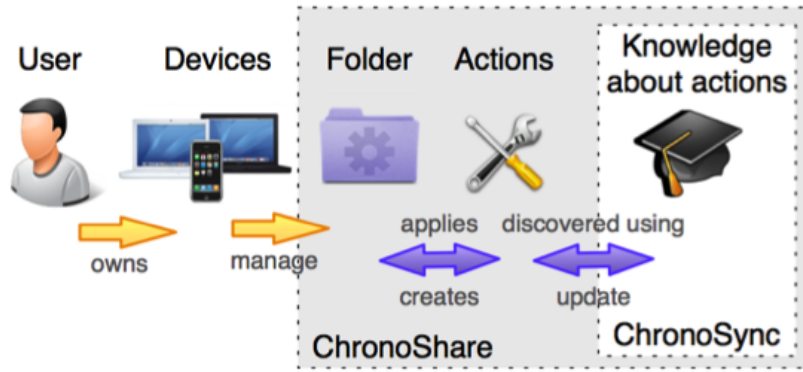 User
Devices
Folder
Actions
Knowledge
about actions
owns
manage
applies
creates
discovered using
update
ChronoShare
ChronoSync